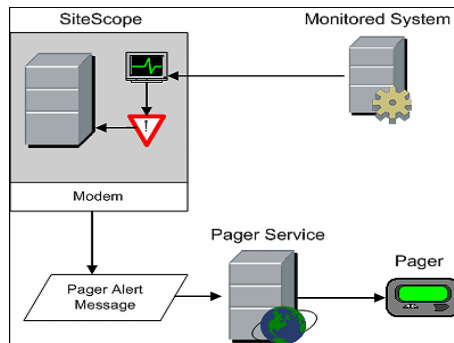 SiteScope
Monitored System
!
Modem
Pager Service
Pager
Pager Alert
Message